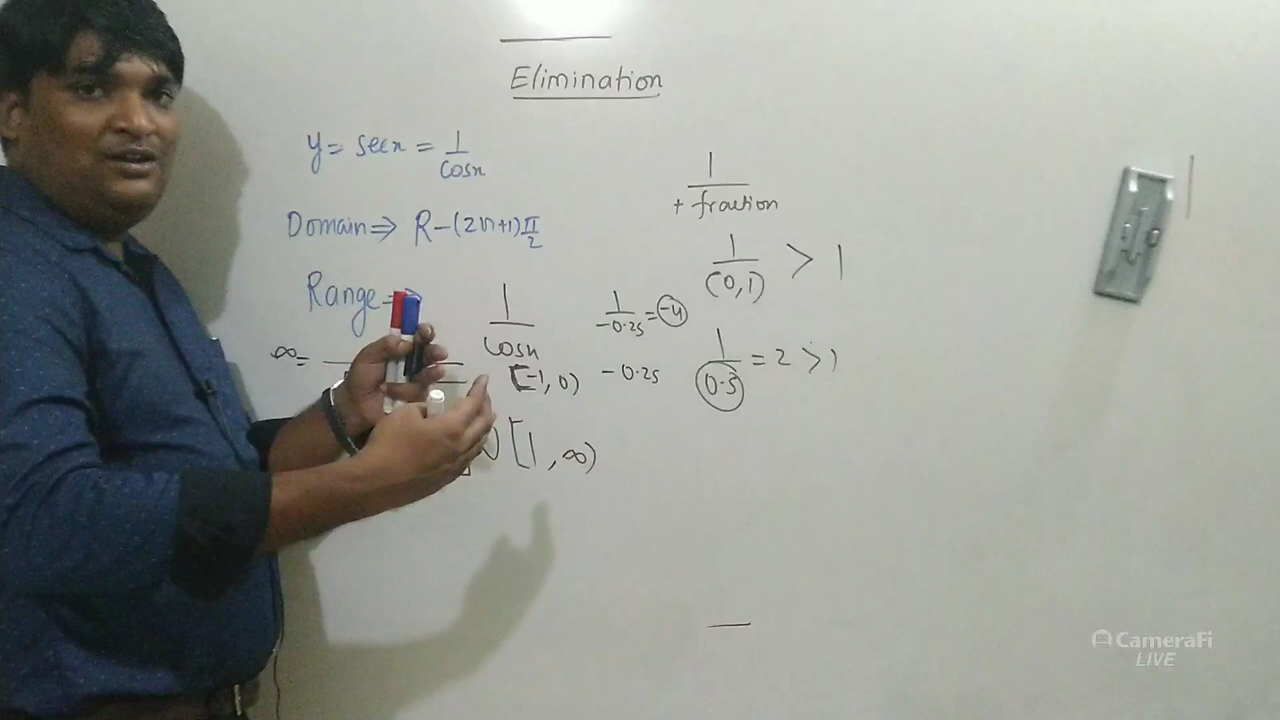 Elimination
y = secx = 1/cosx
Domain ⇒ R-(2n+1)π/2
Range ⇒
1/cosx
∞ =
[-1, 0)
∪ [1, ∞)
1/-0.25 = -4
-0.25
1/+ fraction
1/(0,1) > 1
1/0.5 = 2 > 1
CameraFi
LIVE